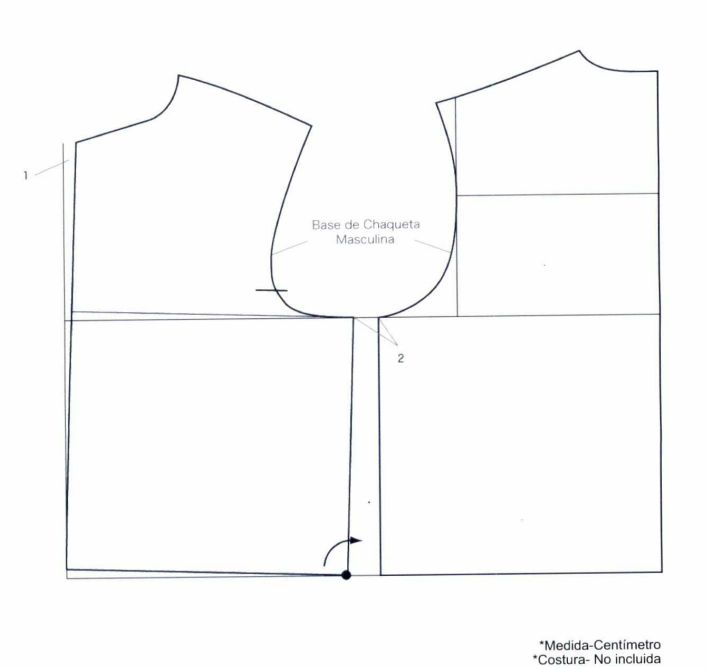 1
Base de Chaqueta
Masculina
2
*Medida-Centímetro
*Costura- No incluida